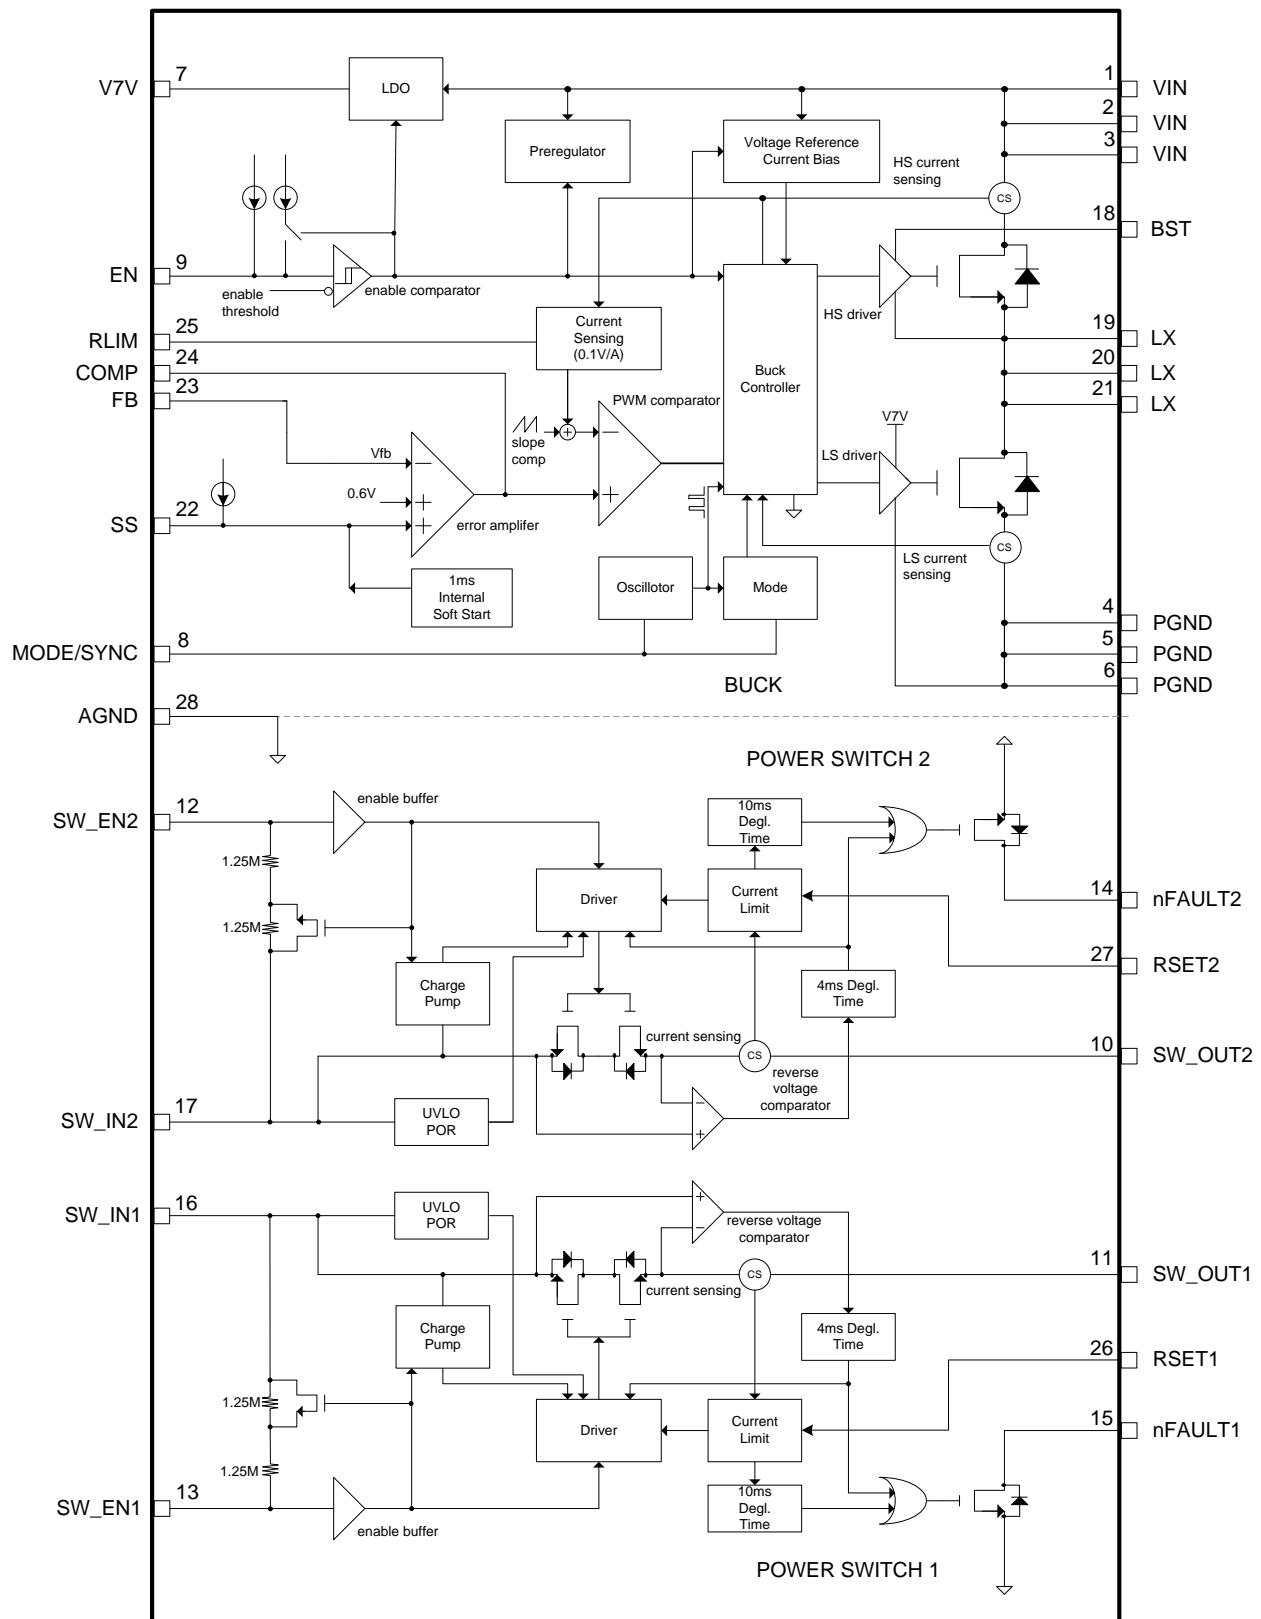 7
V7V
LDO
1
VIN
2
VIN
3
VIN
Preregulator
Voltage Reference
Current Bias
HS current
sensing
CS
18
BST
9
EN
enable
threshold
enable comparator
HS driver
25
RLIM
Current
Sensing
(0.1V/A)
19
LX
24
COMP
20
LX
23
FB
21
LX
Buck
Controller
PWM comparator
V7V
slope
comp
Vfb
LS driver
0.6V
22
SS
error amplifer
CS
LS current
sensing
1ms
Internal
Soft Start
Oscillotor
Mode
4
PGND
8
MODE/SYNC
5
PGND
6
PGND
BUCK
28
AGND
POWER SWITCH 2
12
SW_EN2
enable buffer
10ms
Degl.
Time
1.25M
1.25M
Driver
Current
Limit
14
nFAULT2
27
RSET2
Charge
Pump
4ms Degl.
Time
current sensing
CS
10
SW_OUT2
reverse
voltage
comparator
17
SW_IN2
UVLO
POR
16
SW_IN1
UVLO
POR
reverse voltage
comparator
11
SW_OUT1
CS
current sensing
Charge
Pump
4ms Degl.
Time
26
RSET1
1.25M
1.25M
Driver
Current
Limit
15
nFAULT1
13
SW_EN1
enable buffer
10ms
Degl.
Time
POWER SWITCH 1